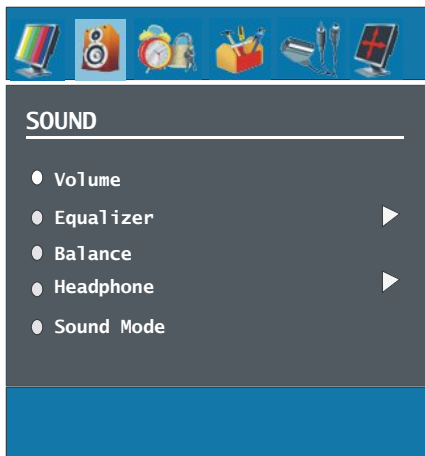 SOUND
Volume
Equalizer
Balance
Headphone
Sound Mode